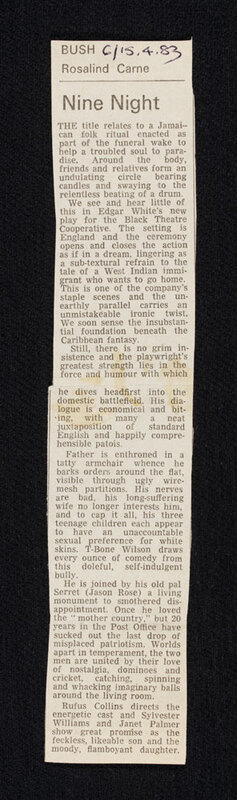 BUSH C/15.4.83
Rosalind Carne
Nine Night
THE title relates to a Jamai-
can folk ritual enacted as
part of the funeral wake to
help a troubled soul to para-
dise. Around the body,
friends and relatives form an
undulating circle bearing
candles and swaying to the
relentless beating of a drum.
We see and hear little of
this in Edgar White's new
play for the Black Theatre
Cooperative. The setting is
England and the ceremony
opens and closes the action
as if in a dream, lingering as
a sub-textural refrain to the
tale of a West Indian immi-
grant who wants to go home.
This is one of the company's
staple scenes and the un-
earthly parallel carries an
unmistakeable ironic twist.
We soon sense the insubstan-
tial foundation beneath the
Caribbean fantasy.
Still, there is no grim in-
sistence and the playwright's
greatest strength lies in the
force and humour with which
he dives headfirst into the
domestic battlefield. His dia-
logue is economical and bit-
ing, with many a neat
juxtaposition of standard
English and happily compre-
hensible patois.
Father is enthroned in a
tatty armchair whence he
barks orders around the flat,
visible through ugly wire-
mesh partitions. His nerves
are bad, his long-suffering
wife no longer interests him,
and to cap it all, his three
teenage children each appear
to have an unaccountable
sexual preference for white
skins. T-Bone Wilson draws
every ounce of comedy from
this doleful, self-indulgent
bully.
He is joined by his old pal
Serret (Jason Rose) a living
monument to smothered dis-
appointment. Once he loved
the "mother country," but 20
years in the Post Office have
sucked out the last drop of
misplaced patriotism. Worlds
apart in temperament, the two
men are united by their love
of nostalgia, dominoes and
cricket, catching, spinning
and whacking imaginary balls
around the living room.
Rufus Collins directs the
energetic cast and Sylvester
Williams and Janet Palmer
show great promise as the
feckless, likeable son and the
moody, flamboyant daughter.